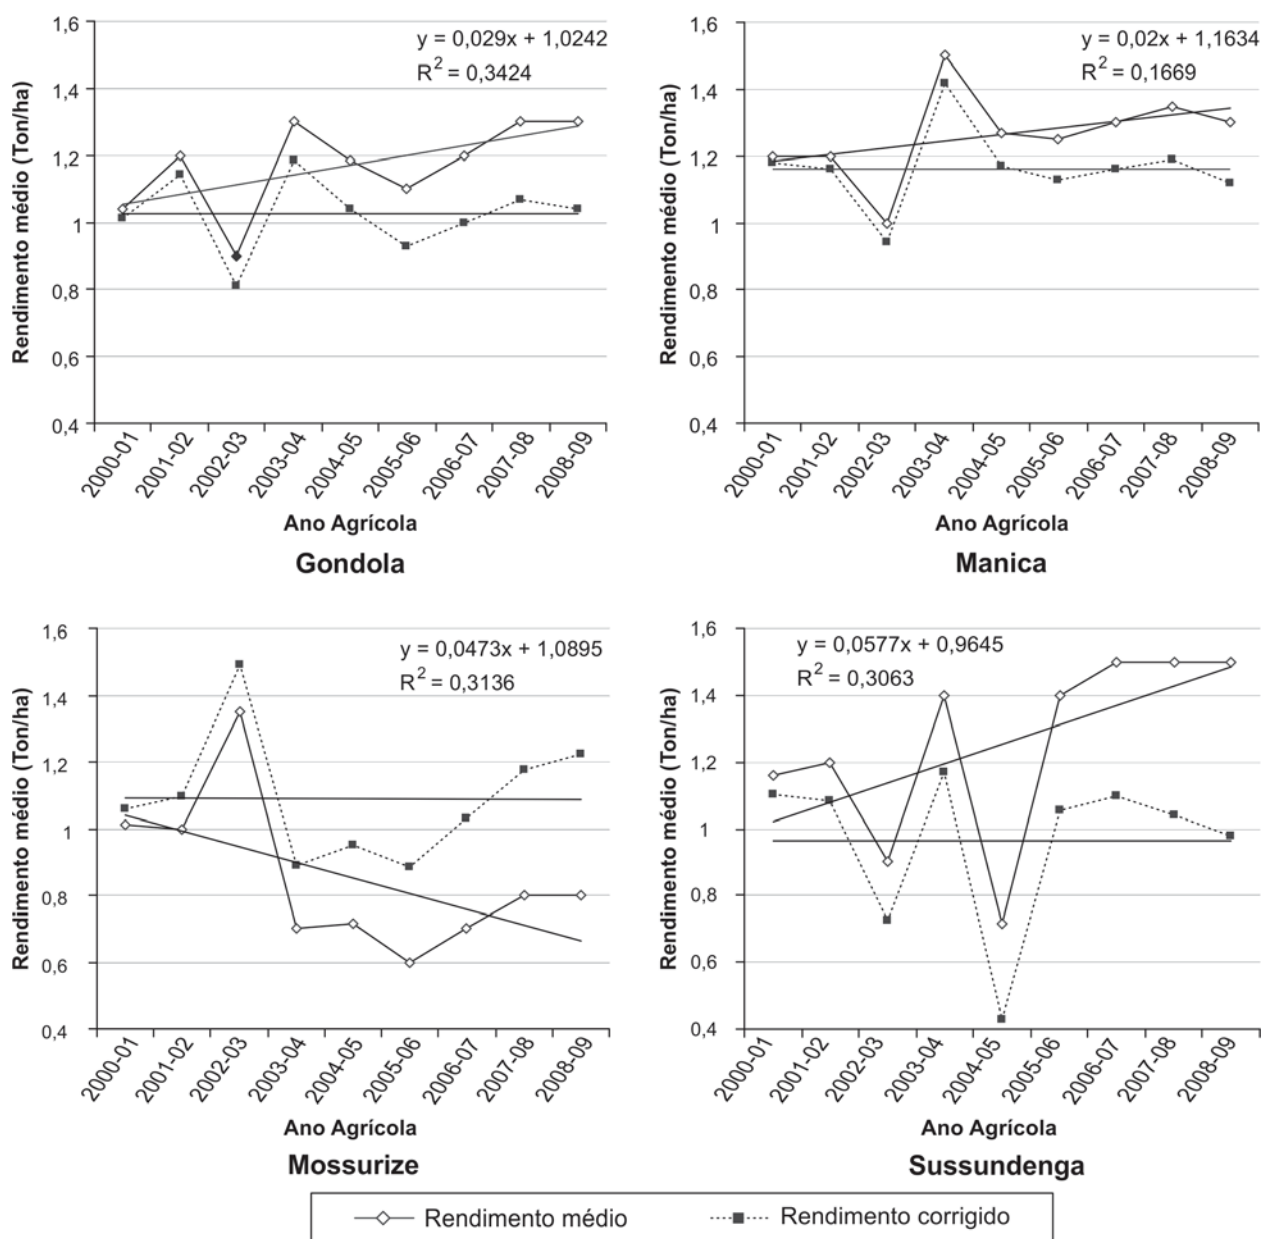 y = 0,029x + 1,0242
R2 = 0,3424
Rendimento médio (Ton/ha)
1,6
1,4
1,2
1
0,8
0,6
0,4
2000-01
2001-02
2002-03
2003-04
2004-05
2005-06
2006-07
2007-08
2008-09
Ano Agrícola
Gondola
y = 0,02x + 1,1634
R2 = 0,1669
Rendimento médio (Ton/ha)
1,6
1,4
1,2
1
0,8
0,6
0,4
2000-01
2001-02
2002-03
2003-04
2004-05
2005-06
2006-07
2007-08
2008-09
Ano Agrícola
Manica
y = 0,0473x + 1,0895
R2 = 0,3136
Rendimento médio (Ton/ha)
1,6
1,4
1,2
1
0,8
0,6
0,4
2000-01
2001-02
2002-03
2003-04
2004-05
2005-06
2006-07
2007-08
2008-09
Ano Agrícola
Mossurize
y = 0,0577x + 0,9645
R2 = 0,3063
Rendimento médio (Ton/ha)
1,6
1,4
1,2
1
0,8
0,6
0,4
2000-01
2001-02
2002-03
2003-04
2004-05
2005-06
2006-07
2007-08
2008-09
Ano Agrícola
Sussundenga
Rendimento médio
Rendimento corrigido